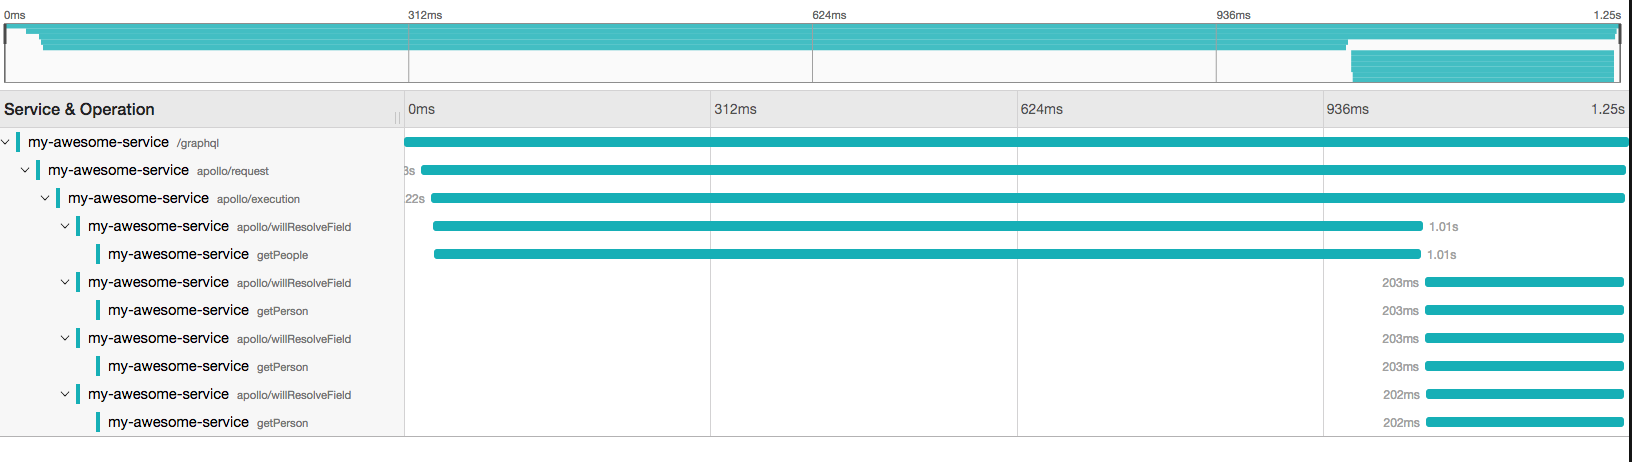 0ms 312ms 624ms 936ms 1.25s
Service & Operation 0ms 312ms 624ms 936ms 1.25s
my-awesome-service /graphql
my-awesome-service apollo/request 3s
my-awesome-service apollo/execution 22s
my-awesome-service apollo/willResolveField 1.01s
my-awesome-service getPeople 1.01s
my-awesome-service apollo/willResolveField 203ms
my-awesome-service getPerson 203ms
my-awesome-service apollo/willResolveField 203ms
my-awesome-service getPerson 203ms
my-awesome-service apollo/willResolveField 202ms
my-awesome-service getPerson 202ms